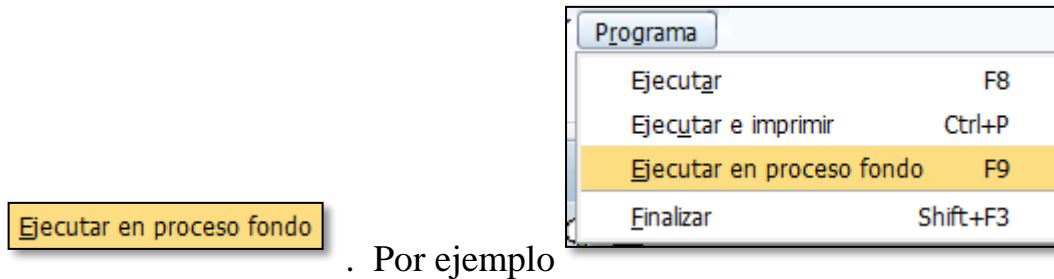 Programa
Ejecutar F8
Ejecutar e imprimir Ctrl+P
Ejecutar en proceso fondo F9
Finalizar Shift+F3
Ejecutar en proceso fondo
. Por ejemplo